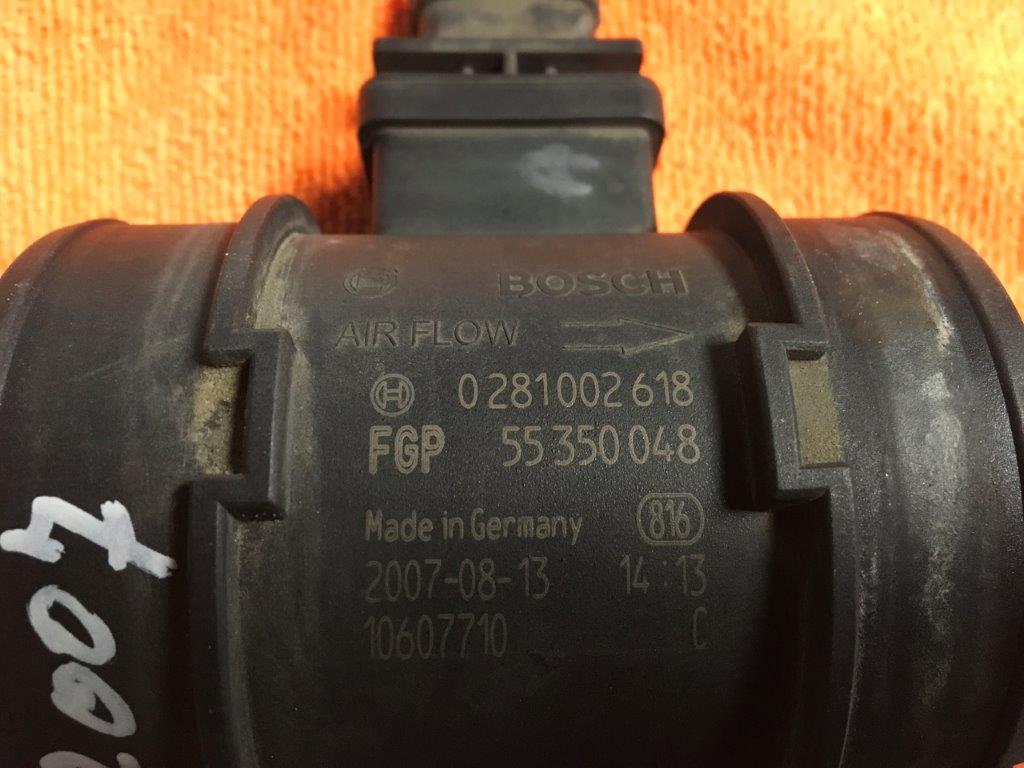 BOSCH
AIR FLOW
0 281 002 618
FGP 55 350 048
Made in Germany 816
2007-08-13 14:13
10607710 C